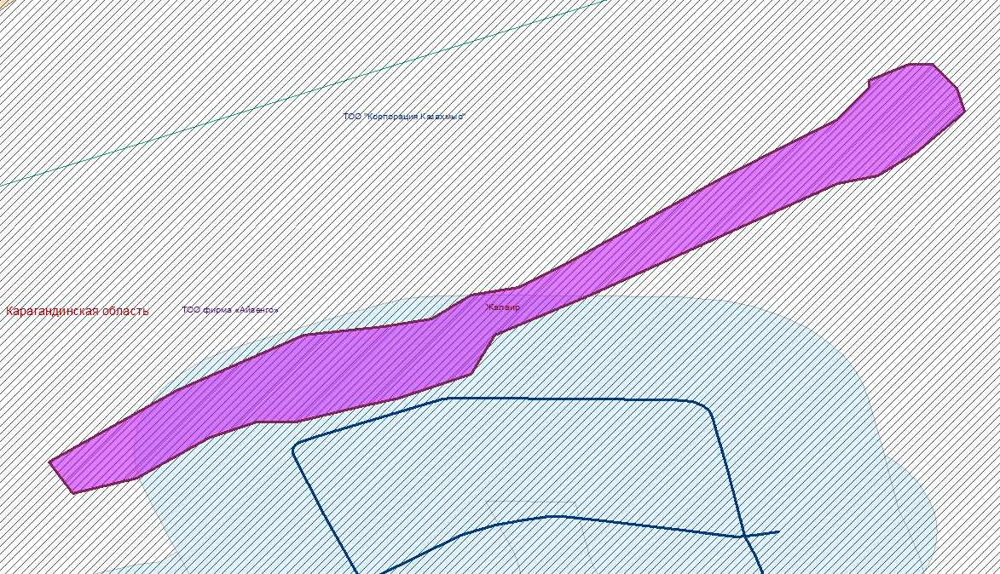 ТОО "Корпорация Казахмыс"
Жалаир
Карагандинская область
ТОО фирма «Айвенго»